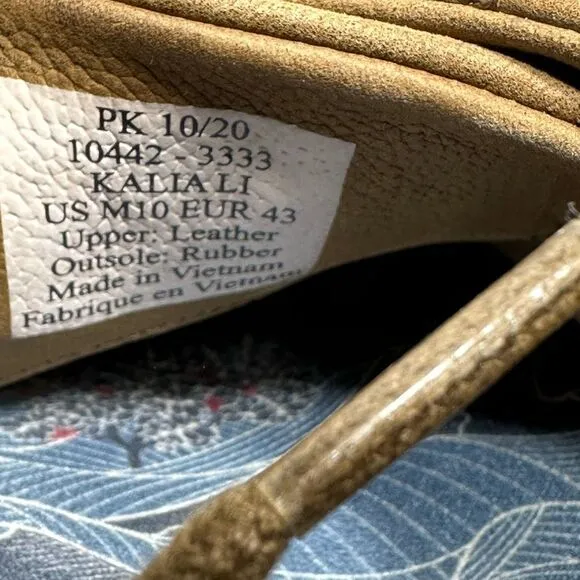 PK 10/20
10442 - 3333
KALIA LI
US M10 EUR 43
Upper: Leather
Outsole: Rubber
Made in Vietnam
Fabrique en Vietnam